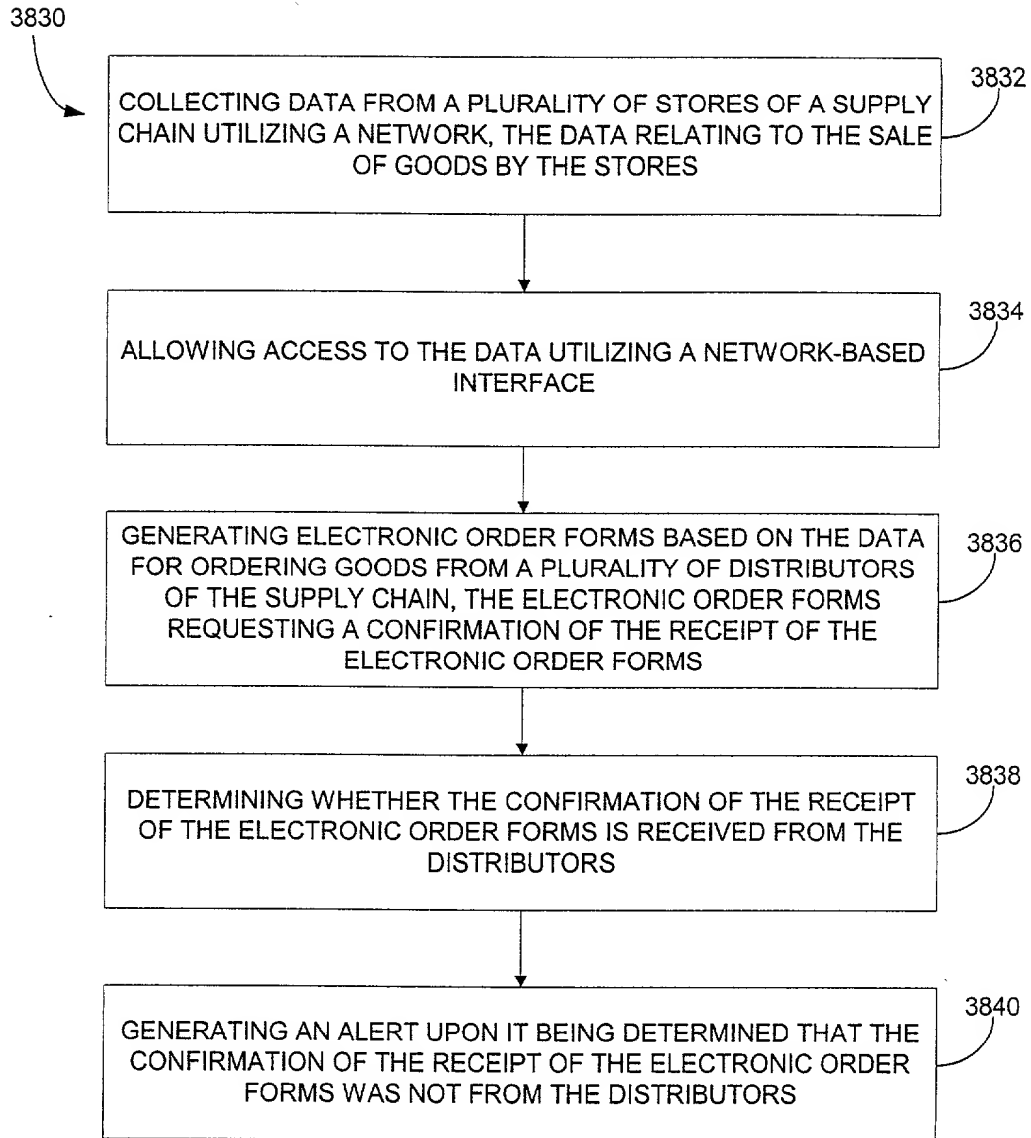 3830
3832
COLLECTING DATA FROM A PLURALITY OF STORES OF A SUPPLY
CHAIN UTILIZING A NETWORK, THE DATA RELATING TO THE SALE
OF GOODS BY THE STORES
3834
ALLOWING ACCESS TO THE DATA UTILIZING A NETWORK-BASED
INTERFACE
3836
GENERATING ELECTRONIC ORDER FORMS BASED ON THE DATA
FOR ORDERING GOODS FROM A PLURALITY OF DISTRIBUTORS
OF THE SUPPLY CHAIN, THE ELECTRONIC ORDER FORMS
REQUESTING A CONFIRMATION OF THE RECEIPT OF THE
ELECTRONIC ORDER FORMS
3838
DETERMINING WHETHER THE CONFIRMATION OF THE RECEIPT
OF THE ELECTRONIC ORDER FORMS IS RECEIVED FROM THE
DISTRIBUTORS
3840
GENERATING AN ALERT UPON IT BEING DETERMINED THAT THE
CONFIRMATION OF THE RECEIPT OF THE ELECTRONIC ORDER
FORMS WAS NOT FROM THE DISTRIBUTORS